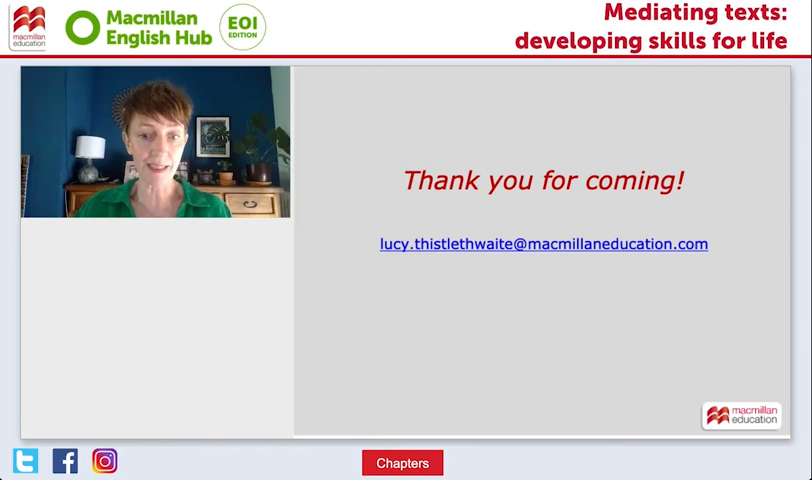 macmillan
education
Macmillan
English Hub
EOI
EDITION
Mediating texts:
developing skills for life
Thank you for coming!
lucy.thistlethwaite@macmillaneducation.com
macmillan
education
Chapters